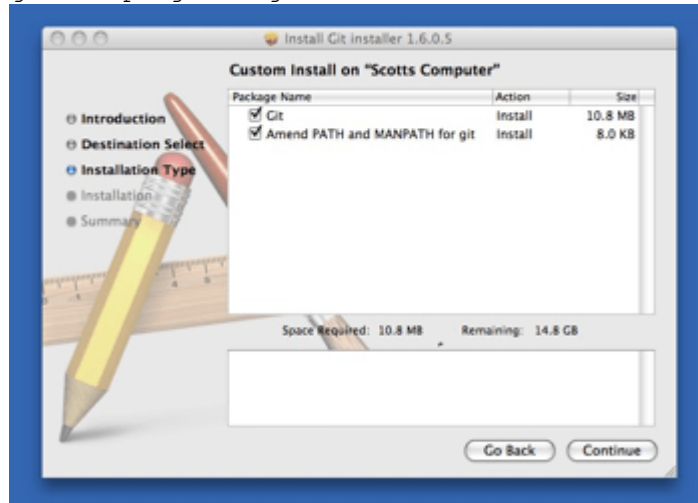 Install Git installer 1.6.0.5
Custom Install on "Scotts Computer"
Introduction
Destination Select
Installation Type
Installation
Summary
Package Name Action Size
Git Install 10.8 MB
Amend PATH and MANPATH for git Install 8.0 KB
Space Required: 10.8 MB Remaining: 14.8 GB
Go Back Continue